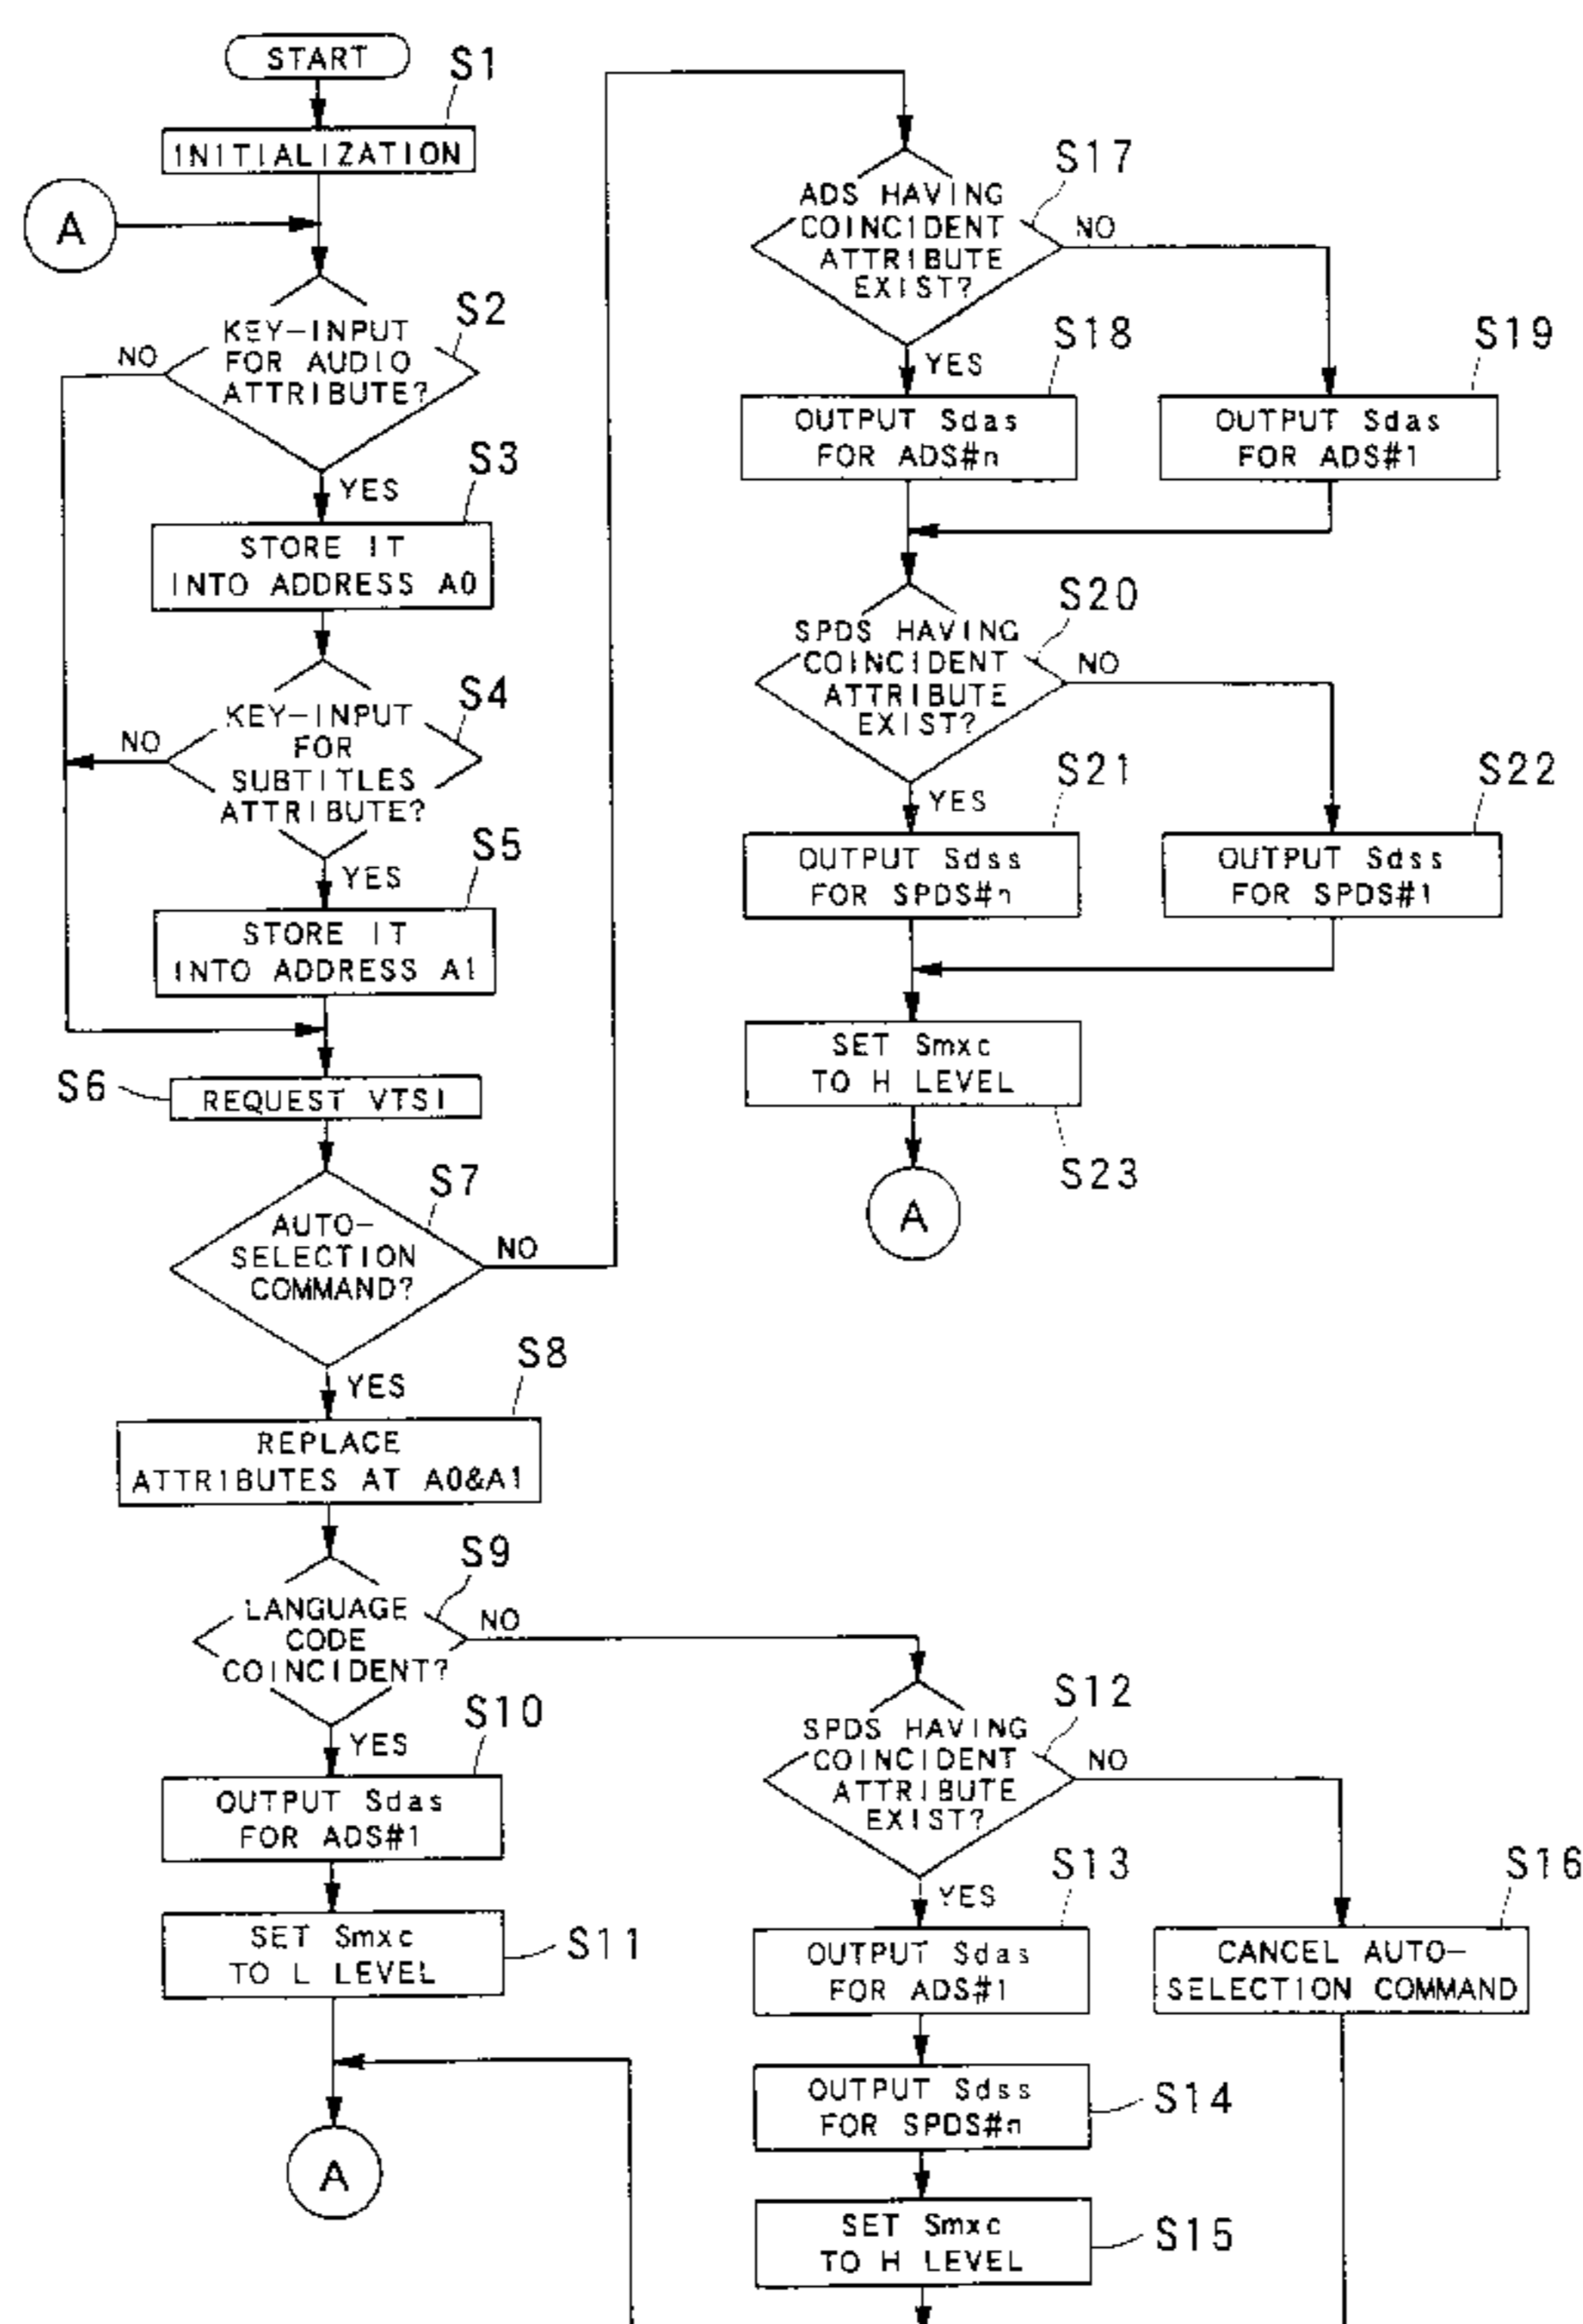 START
S1
INITIALIZATION
A
S2
KEY-INPUT
FOR AUDIO
ATTRIBUTE?
NO
YES
S3
STORE IT
INTO ADDRESS A0
S4
KEY-INPUT
FOR
SUBTITLES
ATTRIBUTE?
NO
YES
S5
STORE IT
INTO ADDRESS A1
S6
REQUEST VTSI
S7
AUTO-
SELECTION
COMMAND?
NO
YES
S8
REPLACE
ATTRIBUTES AT A0&A1
S9
LANGUAGE
CODE
COINCIDENT?
NO
YES
S10
OUTPUT Sdas
FOR ADS#1
SET Smxc
TO L LEVEL
S11
A
S12
SPDS HAVING
COINCIDENT
ATTRIBUTE
EXIST?
NO
YES
S13
OUTPUT Sdas
FOR ADS#1
OUTPUT Sdss
FOR SPDS#n
S14
SET Smxc
TO H LEVEL
S15
S16
CANCEL AUTO-
SELECTION COMMAND
S17
ADS HAVING
COINCIDENT
ATTRIBUTE
EXIST?
NO
YES
S18
OUTPUT Sdas
FOR ADS#n
S19
OUTPUT Sdas
FOR ADS#1
S20
SPDS HAVING
COINCIDENT
ATTRIBUTE
EXIST?
NO
YES
S21
OUTPUT Sdss
FOR SPDS#n
S22
OUTPUT Sdss
FOR SPDS#1
SET Smxc
TO H LEVEL
S23
A